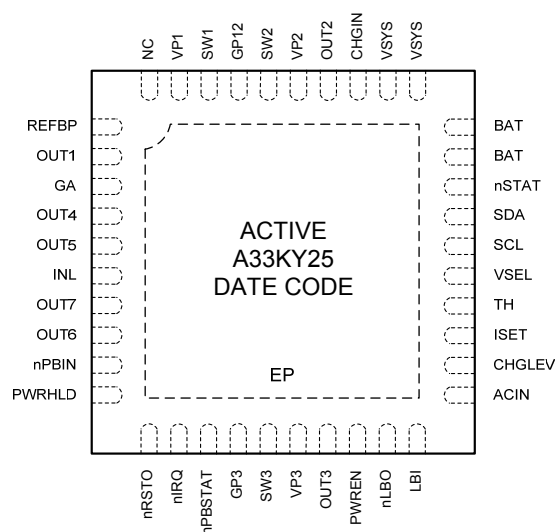 NC
VP1
SW1
GP12
SW2
VP2
OUT2
CHGIN
VSYS
VSYS
REFBP
OUT1
GA
OUT4
OUT5
INL
OUT7
OUT6
nPBIN
PWRHLD
ACTIVE
A33KY25
DATE CODE
EP
BAT
BAT
nSTAT
SDA
SCL
VSEL
TH
ISET
CHGLEV
ACIN
nRSTO
nIRQ
nPBSTAT
GP3
SW3
VP3
OUT3
PWREN
nLBO
LBI